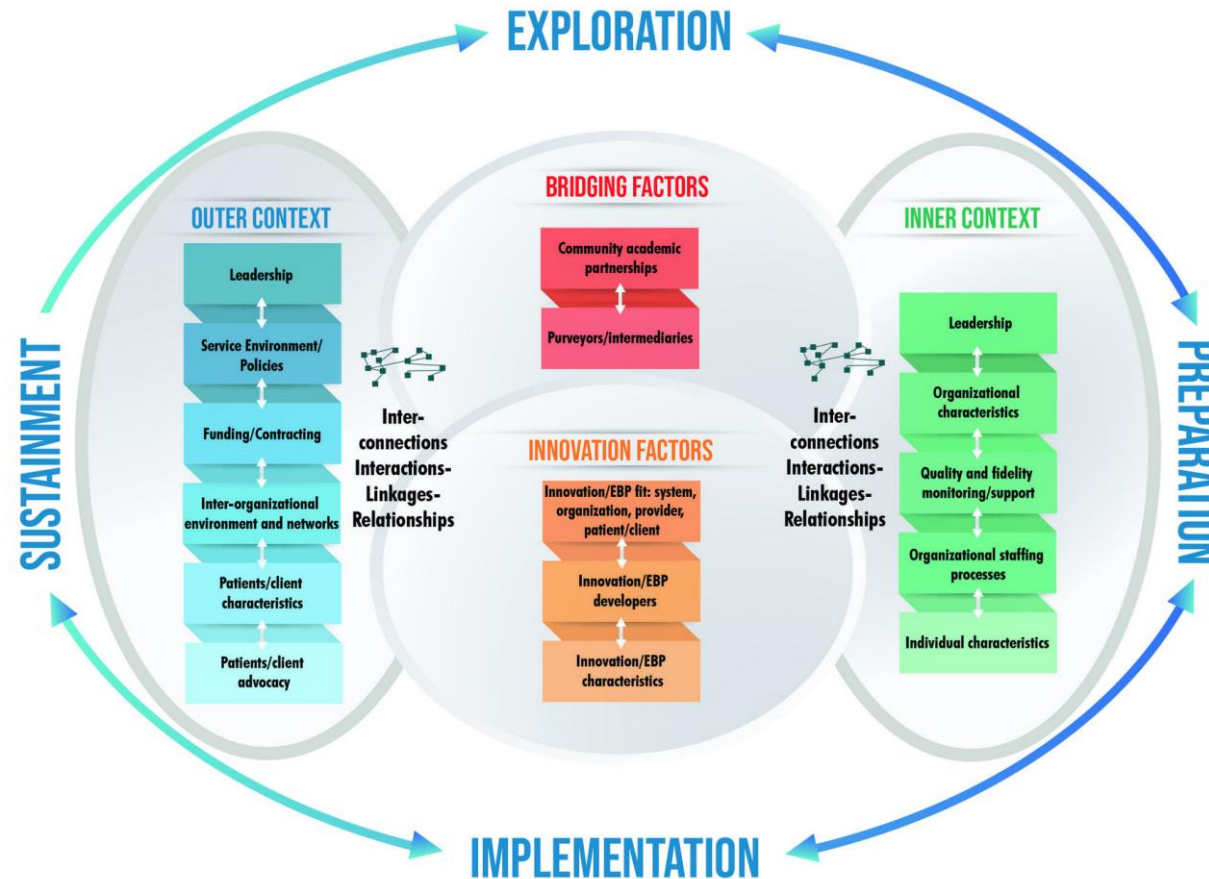 EXPLORATION
BRIDGING FACTORS
OUTER CONTEXT
INNER CONTEXT
Leadership
Service Environment/
Policies
Funding/Contracting
Inter-organizational
environment and networks
Patients/client
characteristics
Patients/client
advocacy
Inter-
connections
Interactions-
Linkages-
Relationships
Community academic
partnerships
Purveyors/intermediaries
INNOVATION FACTORS
Innovation/EBP fit: system,
organization, provider,
patient/client
Innovation/EBP
developers
Innovation/EBP
characteristics
Inter-
connections
Interactions-
Linkages-
Relationships
Leadership
Organizational
characteristics
Quality and fidelity
monitoring/support
Organizational staffing
processes
Individual characteristics
SUSTAINMENT
PREPARATION
IMPLEMENTATION